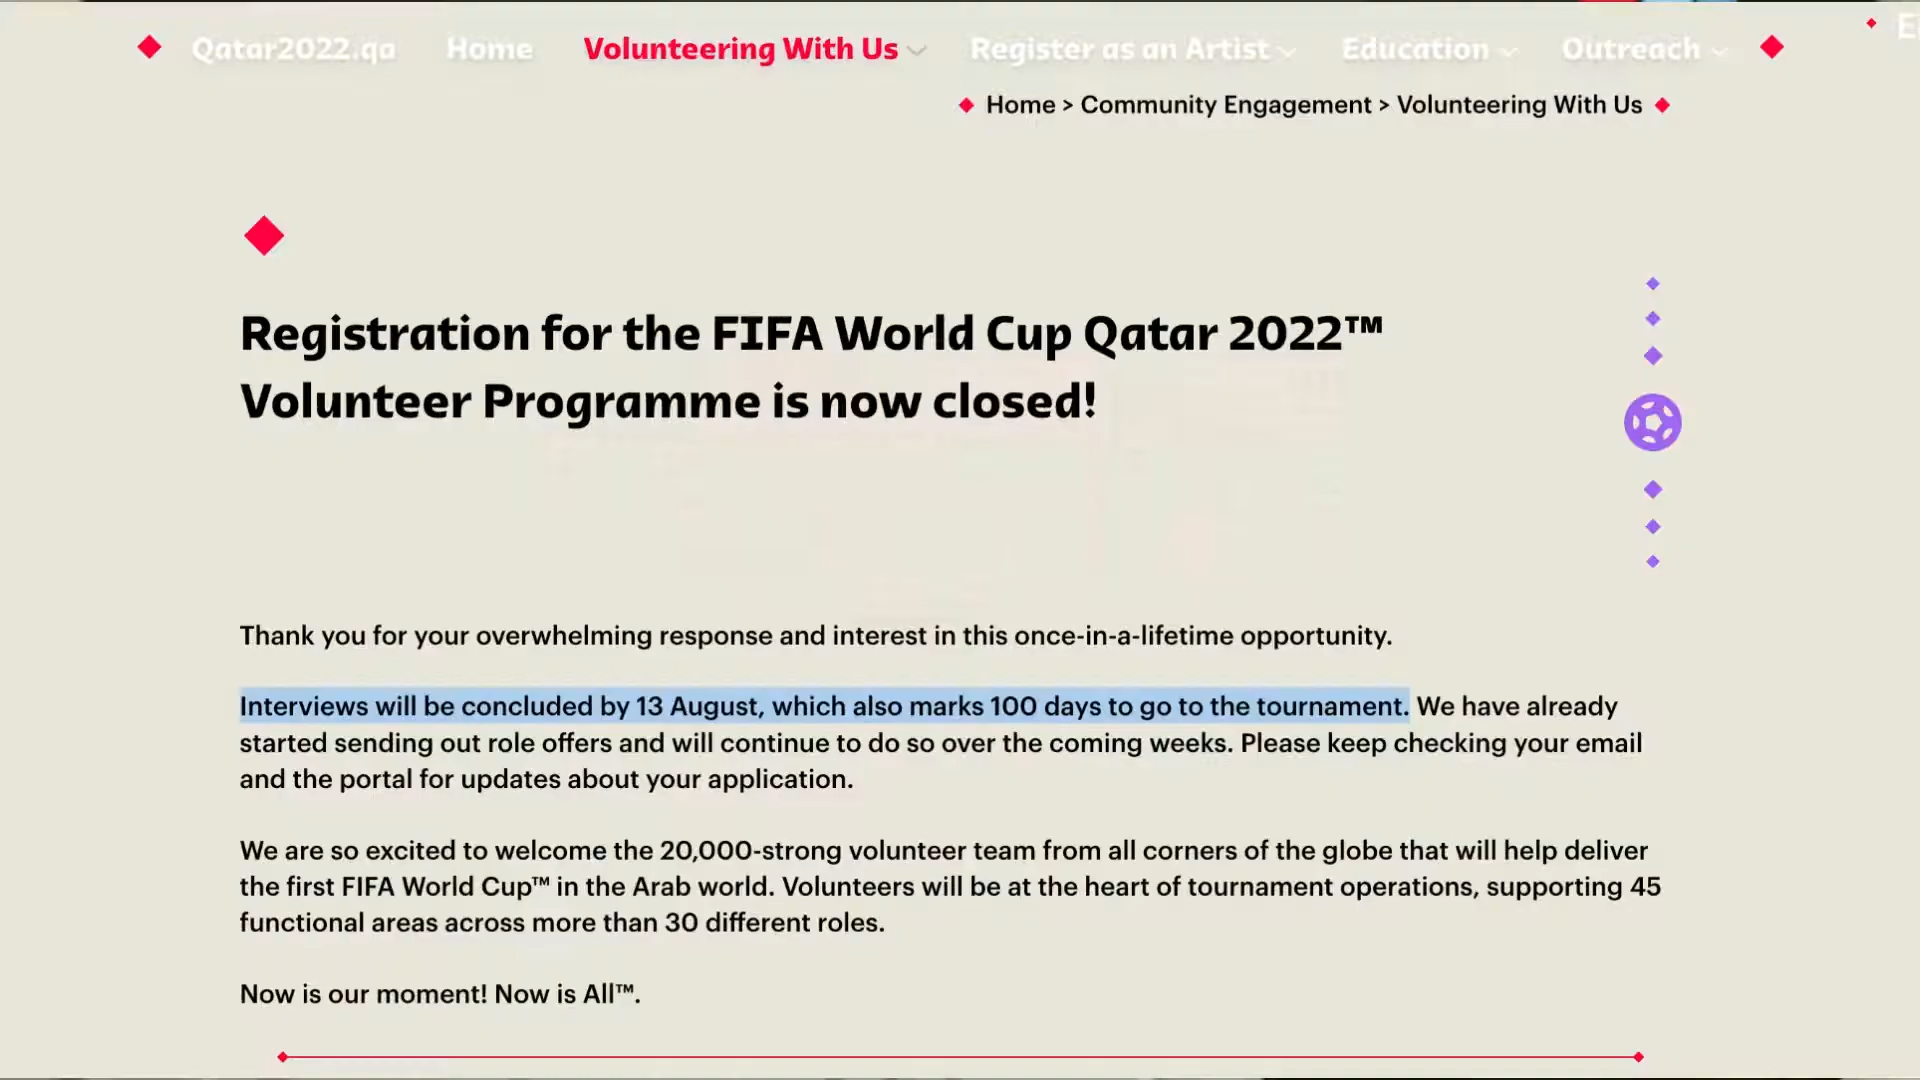 Qatar2022.qa Home Volunteering With Us Register as an Artist Education Outreach
Home > Community Engagement > Volunteering With Us
Registration for the FIFA World Cup Qatar 2022™
Volunteer Programme is now closed!
Thank you for your overwhelming response and interest in this once-in-a-lifetime opportunity.
Interviews will be concluded by 13 August, which also marks 100 days to go to the tournament. We have already
started sending out role offers and will continue to do so over the coming weeks. Please keep checking your email
and the portal for updates about your application.
We are so excited to welcome the 20,000-strong volunteer team from all corners of the globe that will help deliver
the first FIFA World Cup™ in the Arab world. Volunteers will be at the heart of tournament operations, supporting 45
functional areas across more than 30 different roles.
Now is our moment! Now is All™.